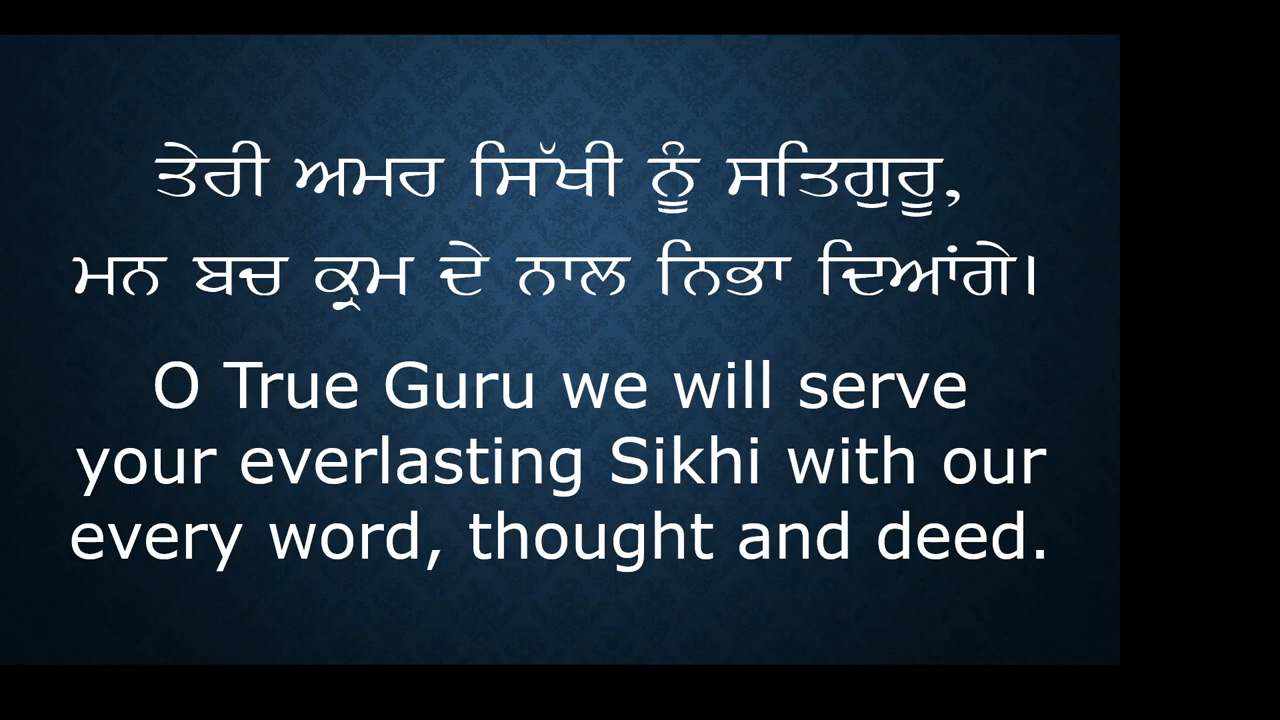 ਤੇਰੀ ਅਮਰ ਸਿੱਖੀ ਨੂੰ ਸਤਿਗੁਰੂ,
ਮਨ ਬਚ ਕ੍ਰਮ ਦੇ ਨਾਲ ਨਿਭਾ ਦਿਆਂਗੇ।
O True Guru we will serve
your everlasting Sikhi with our
every word, thought and deed.